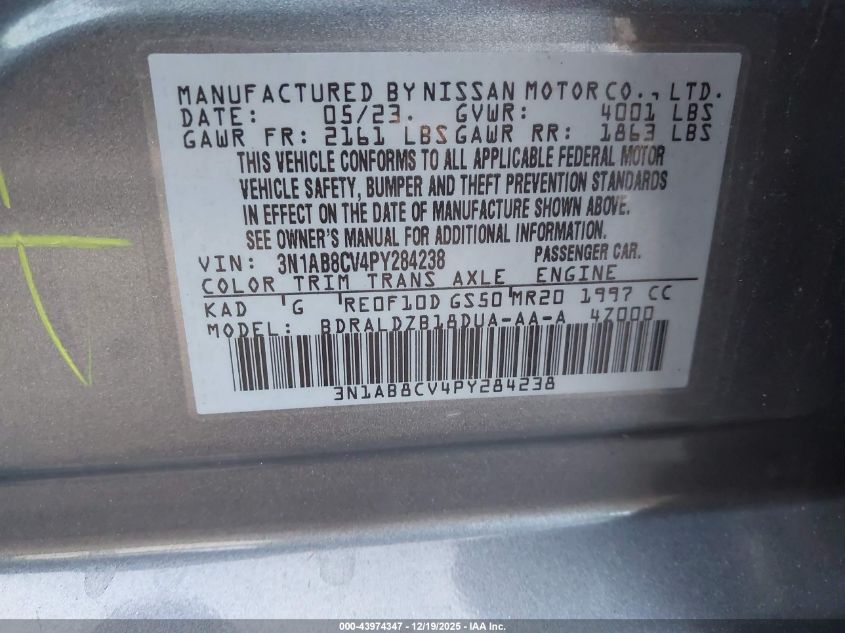 MANUFACTURED BY NISSAN MOTOR CO., LTD.
DATE: 05/23. GVWR: 4001 LBS
GAWR FR: 2161 LBS GAWR RR: 1863 LBS
THIS VEHICLE CONFORMS TO ALL APPLICABLE FEDERAL MOTOR
VEHICLE SAFETY, BUMPER AND THEFT PREVENTION STANDARDS
IN EFFECT ON THE DATE OF MANUFACTURE SHOWN ABOVE.
SEE OWNER'S MANUAL FOR ADDITIONAL INFORMATION.
VIN: 3N1AB8CV4PY284238 PASSENGER CAR.
COLOR TRIM TRANS AXLE ENGINE
KAD 'G RE0F10D GS50 MR20 1997 CC
MODEL: BDRALDZB18DUA-AA-A 4Z000
3N1AB8CV4PY284238
000-43974347 - 12/19/2025 - IAA Inc.